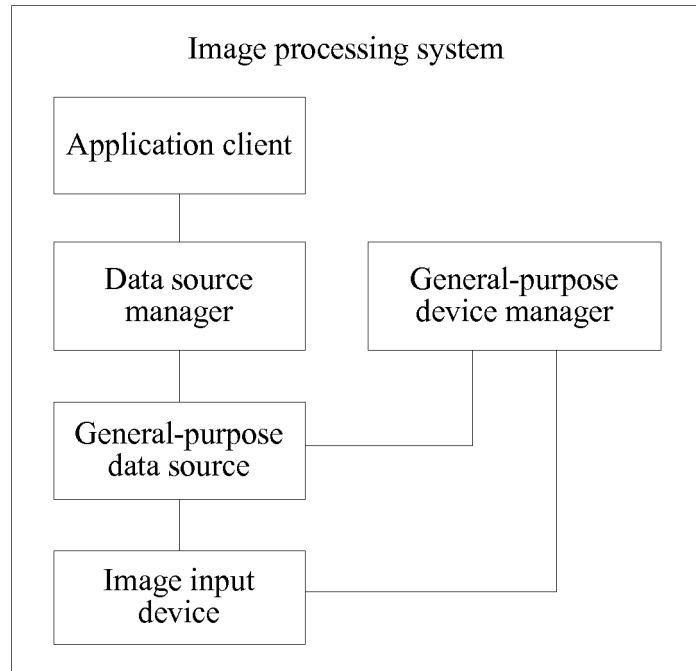 Image processing system
Application client
Data source
manager
General-purpose
device manager
General-purpose
data source
Image input
device